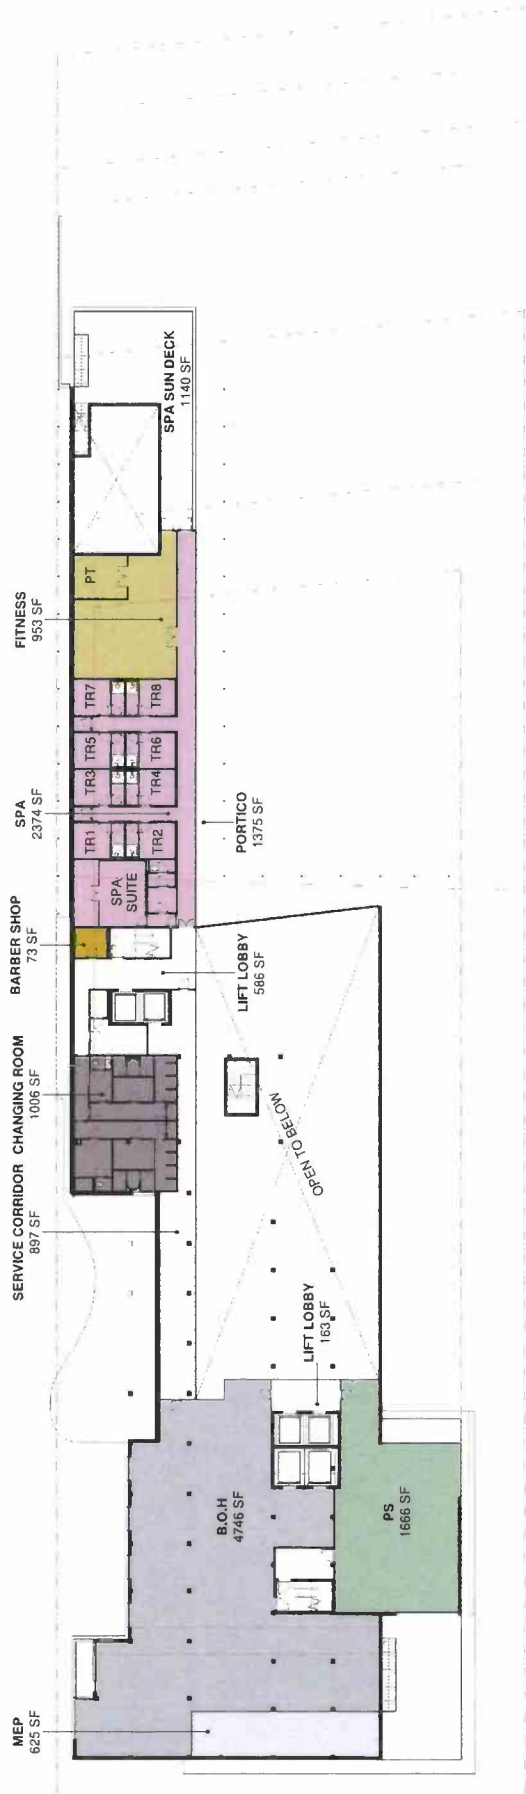 MEP
625 SF
SERVICE CORRIDOR
897 SF
CHANGING ROOM
1006 SF
BARBER SHOP
73 SF
SPA
2374 SF
FITNESS
953 SF
SPA SUITE
TR1
TR3
TR5
TR7
PT
TR2
TR4
TR6
TR8
SPA SUN DECK
1140 SF
LIFT LOBBY
586 SF
PORTICO
1375 SF
B.O.H
4746 SF
LIFT LOBBY
163 SF
OPEN TO BELOW
PS
1666 SF